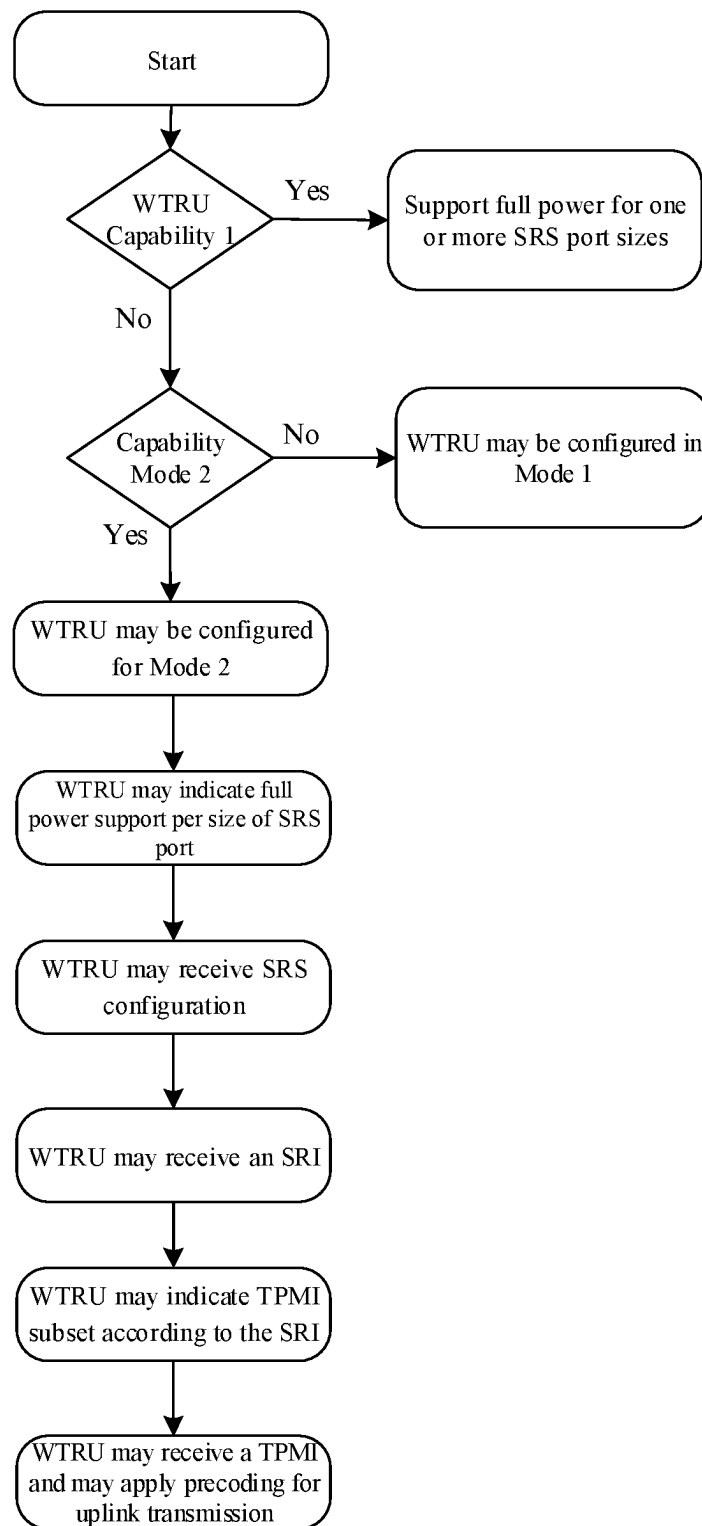 Start
WTRU
Capability 1
Yes
Support full power for one
or more SRS port sizes
No
Capability
Mode 2
No
WTRU may be configured in
Mode 1
Yes
WTRU may be configured
for Mode 2
WTRU may indicate full
power support per size of SRS
port
WTRU may receive SRS
configuration
WTRU may receive an SRI
WTRU may indicate TPMI
subset according to the SRI
WTRU may receive a TPMI
and may apply precoding for
uplink transmission